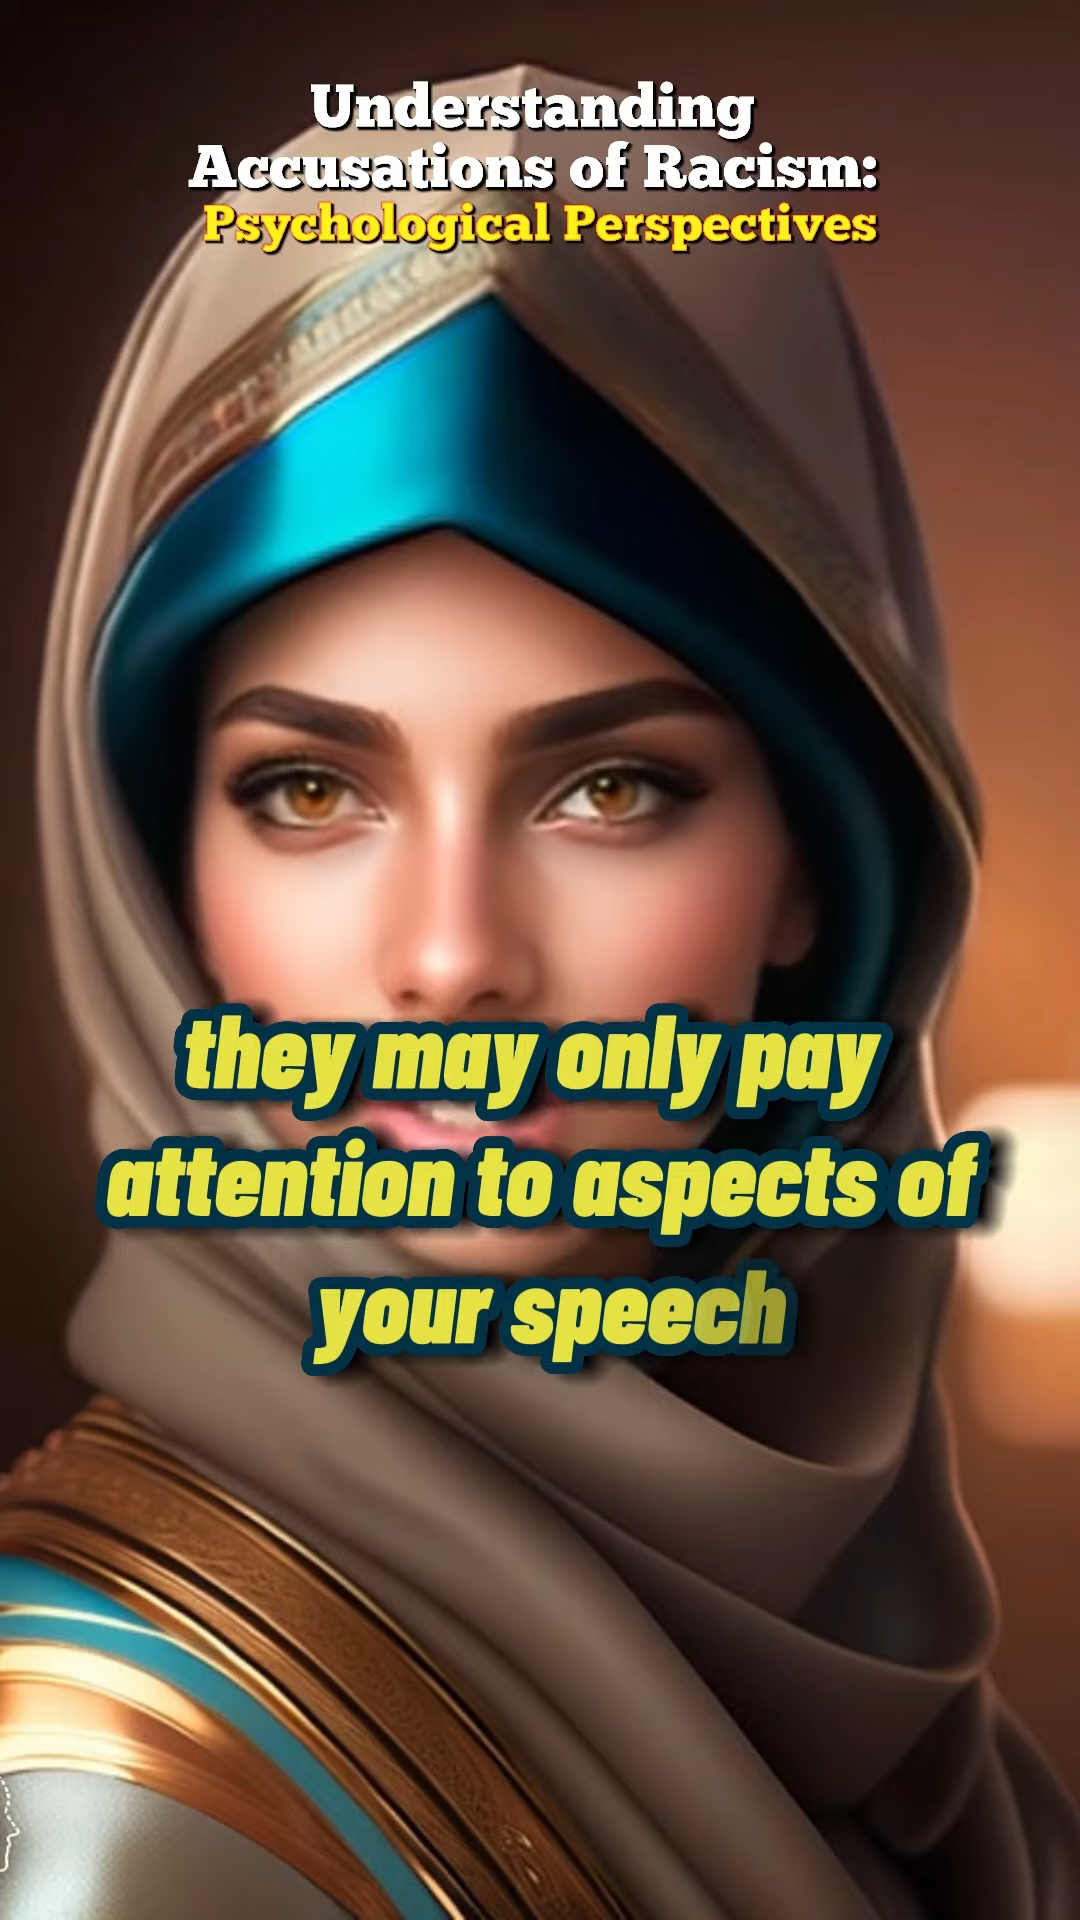 Understanding
Accusations of Racism:
Psychological Perspectives
they may only pay
attention to aspects of
your speech